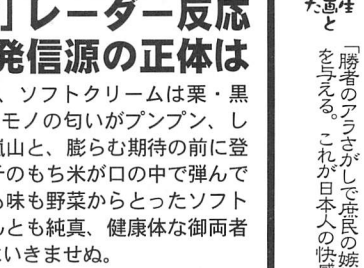 」レーダー反応
発信源の正体は
、ソフトクリームは栗・黒
モノの匂いがプンプン、し
嵐山と、膨らむ期待の前に登
のもち米が口の中で弾んで
味も野菜からとったソフト
とも純真、健康体な御両者
いきませぬ。
た
と
「勝者のアラさがしで庶民の嫉
を与える。これが日本人の快感